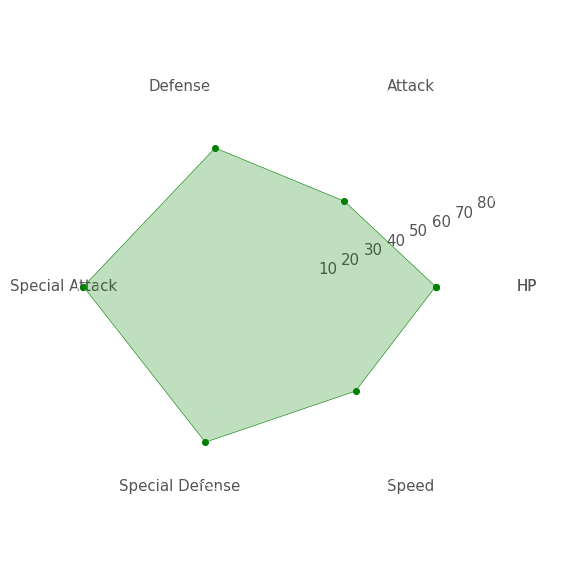 Defense
Attack
80
70
60
50
40
30
20
10
Special Attack
HP
Special Defense
Speed